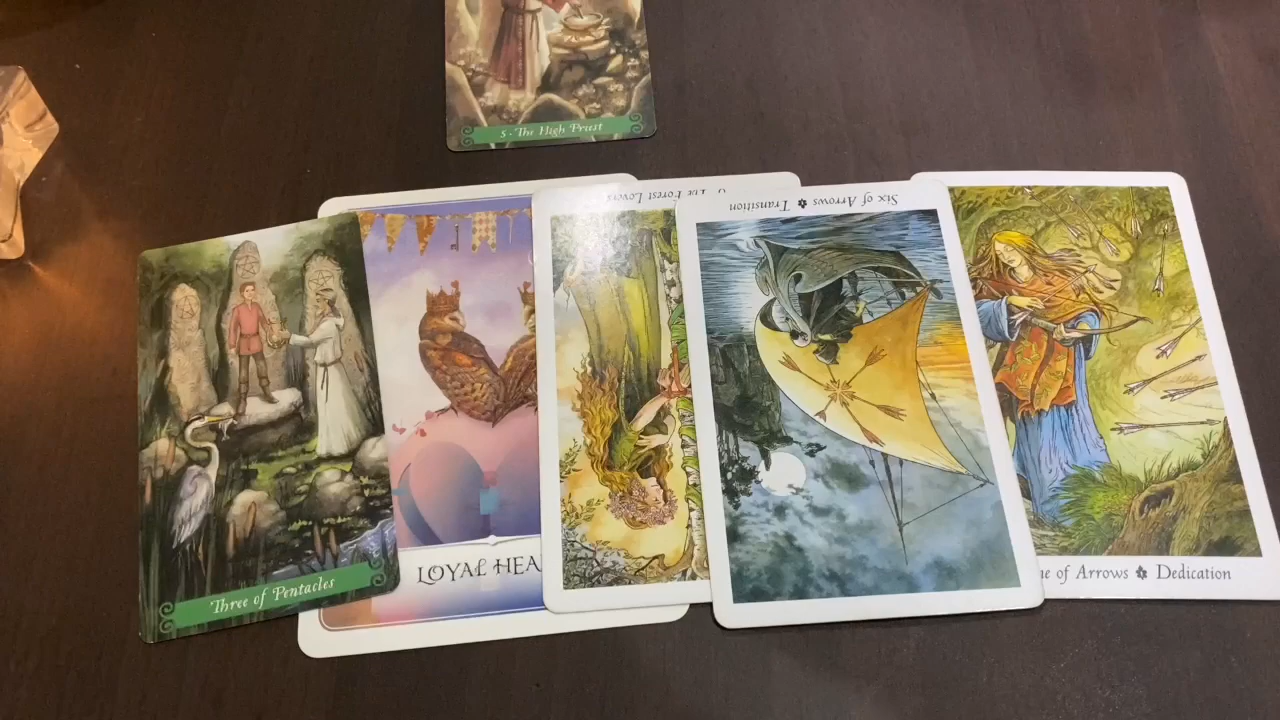 5 - The High Priest
The Forest Lovers
Six of Arrows Transition
Three of Pentacles
LOYAL HEA
ne of Arrows Dedication